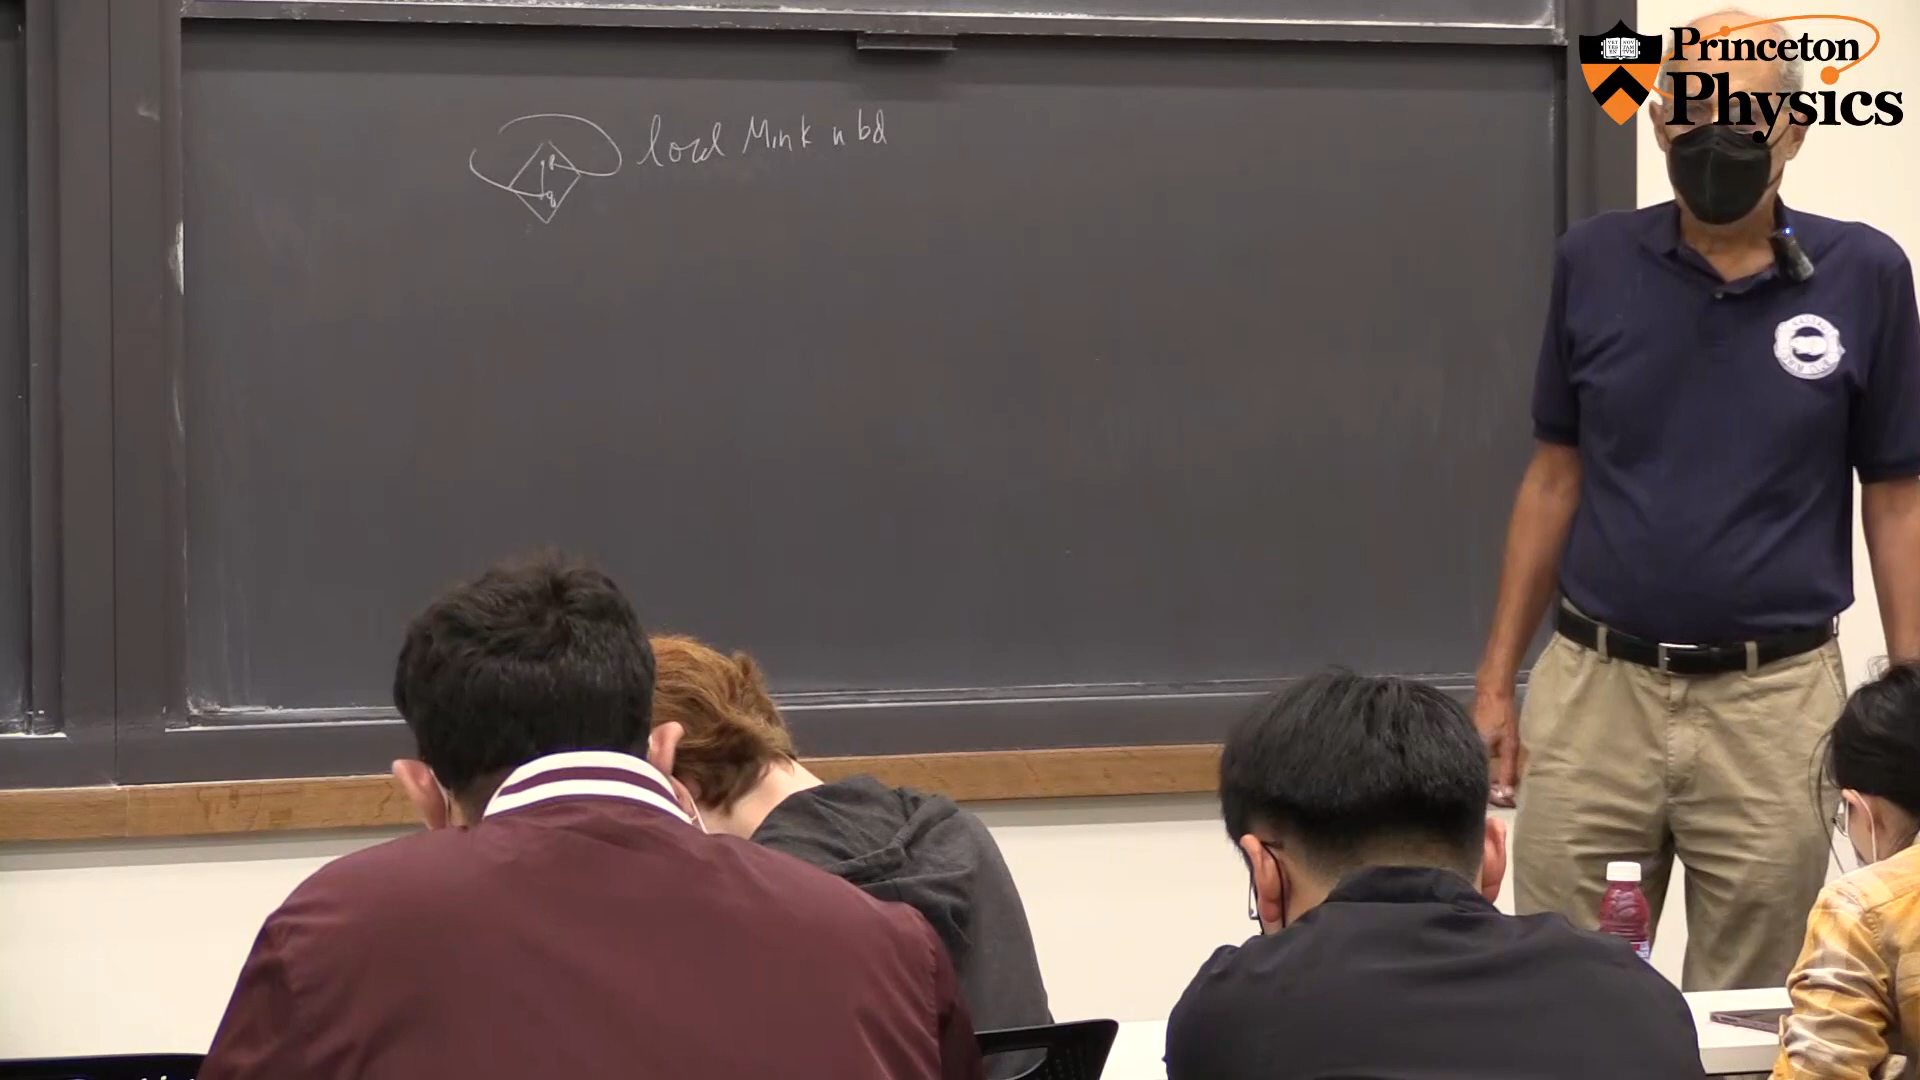 local Mink nbd
p
q
Princeton
Physics